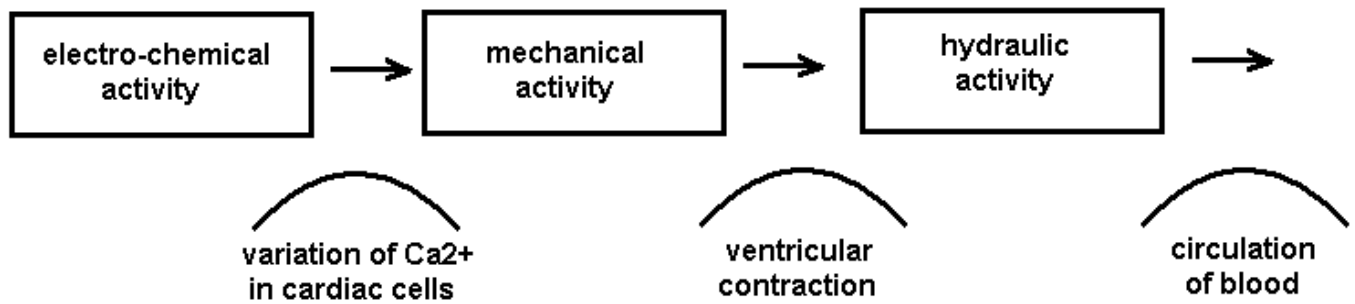 electro-chemical
activity
mechanical
activity
hydraulic
activity
variation of Ca2+
in cardiac cells
ventricular
contraction
circulation
of blood